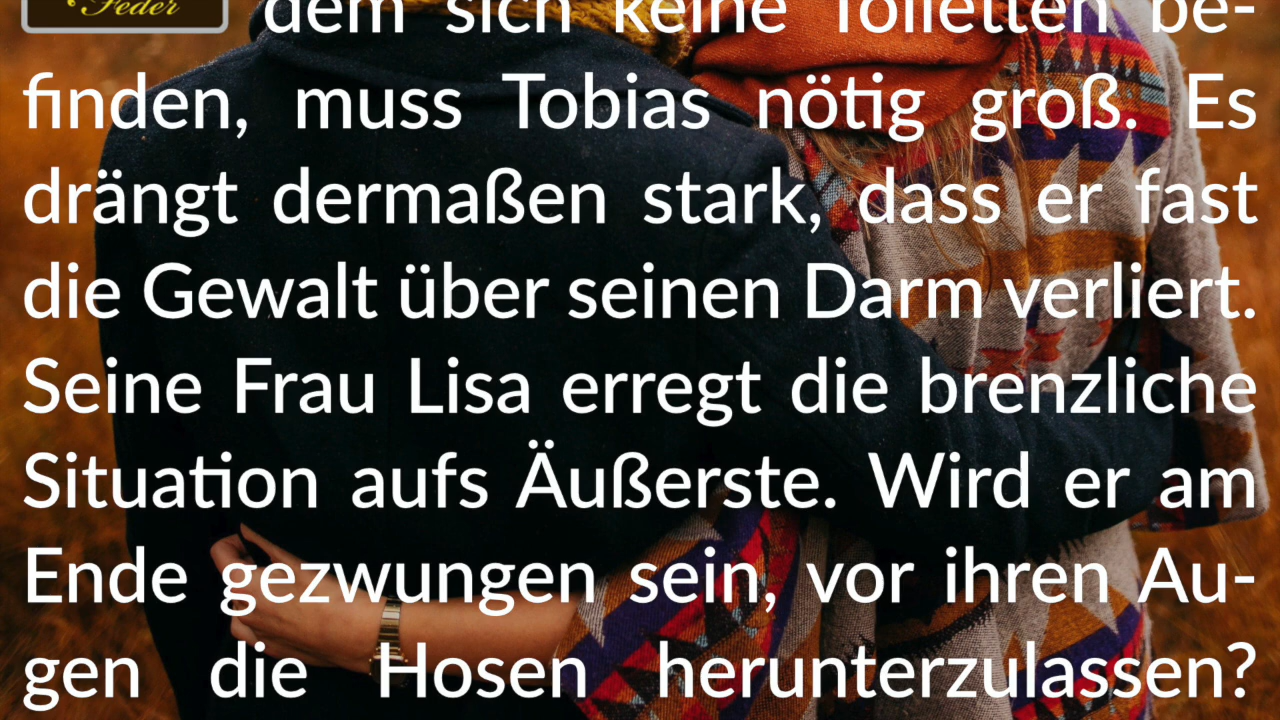 Feder
dem sich keine Toiletten be-
finden, muss Tobias nötig groß. Es
drängt dermaßen stark, dass er fast
die Gewalt über seinen Darm verliert.
Seine Frau Lisa erregt die brenzliche
Situation aufs Äußerste. Wird er am
Ende gezwungen sein, vor ihren Au-
gen die Hosen herunterzulassen?